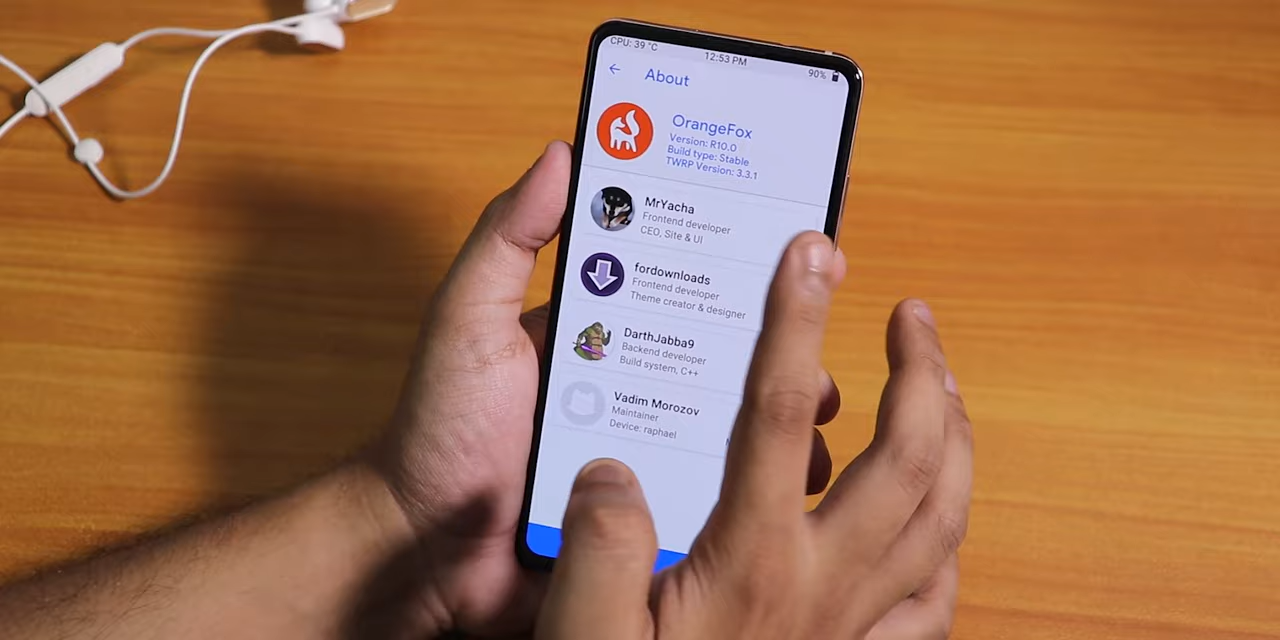 CPU: 39 °C
12:53 PM
90%
About
OrangeFox
Version: R10.0
Build type: Stable
TWRP Version: 3.3.1
MrYacha
Frontend developer
CEO, Site & UI
fordownloads
Frontend developer
Theme creator & designer
DarthJabba9
Backend developer
Build system, C++
Vadim Morozov
Maintainer
Device: raphael